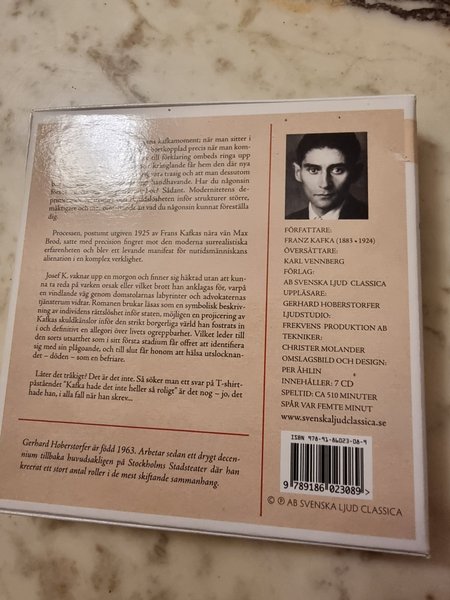 kafkamoment; när man sitter i
bortkopplad precis när man kom-
till förklaring ombeds ringa upp
krånglande får hem den där nya
vara trasig och att man dessutom
handhavande. Har du någonsin
Sådant. Modernitetens de-
inför strukturer större,
än vad du någonsin kunnat föreställa
dig.
Processen, postumt utgiven 1925 av Frans Kafkas nära vän Max
Brod, satte med precision fingret mot den moderna surrealistiska
erfarenheten och blev ett levande manifest för nutidsmänniskans
alienation i en komplex verklighet.
Josef K. vaknar upp en morgon och finner sig häktad utan att kun-
na ta reda på varken orsak eller vilket brott han anklagas för, varpå
en vindlande väg genom domstolarnas labyrinter och advokaternas
tjänsterum vidtar. Romanen brukar läsas som en symbolisk beskriv-
ning av individens rättslöshet inför staten, möjligen en projicering av
Kafkas skuldkänslor inför den strikt borgerliga värld han fostrats in
i och definitivt en allegori över livets ogreppbarhet. Vilket leder till
den sorts utsatthet som i sitt första stadium får offret att identifiera
sig med sin plågoande, och till slut får honom att hälsa utslocknan-
det – döden – som en befriare.
Låter det tråkigt? Det är det inte. Så söker man ett svar på T-shirt-
påståendet "Kafka hade det inte heller så roligt" är det nog – jo, det
hade han, i alla fall när han skrev...
Gerhard Hoberstorfer är född 1963. Arbetar sedan ett drygt decen-
nium tillbaka huvudsakligen på Stockholms Stadsteater där han
kreerat ett stort antal roller i de mest skiftande sammanhang.
FÖRFATTARE:
FRANZ KAFKA (1883 - 1924)
ÖVERSÄTTARE:
KARL VENNBERG
FÖRLAG:
AB SVENSKA LJUD CLASSICA
UPPLÄSARE:
GERHARD HOBERSTORFER
LJUDSTUDIO:
FREKVENS PRODUKTION AB
TEKNIKER:
CHRISTER MOLANDER
OMSLAGSBILD OCH DESIGN:
PER ÅHLIN
INNEHÅLLER: 7 CD
SPELTID: CA 510 MINUTER
SPÅR VAR FEMTE MINUT
www.svenskaljudclassica.se
ISBN 978-91-86023-08-9
9 789186 023089 >
© ℗ AB SVENSKA LJUD CLASSICA